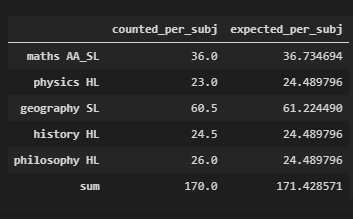 counted_per_subj expected_per_subj
maths AA_SL 36.0 36.734694
physics HL 23.0 24.489796
geography SL 60.5 61.224490
history HL 24.5 24.489796
philosophy HL 26.0 24.489796
sum 170.0 171.428571